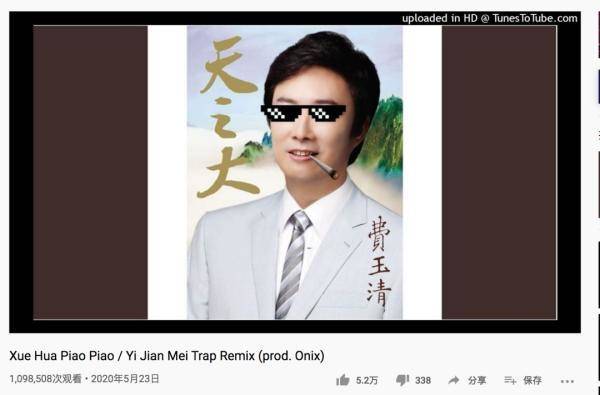 uploaded in HD @ TunesToTube.com
天之大
費玉清
Xue Hua Piao Piao / Yi Jian Mei Trap Remix (prod. Onix)
1,098,508次观看・2020年5月23日
5.2万
338
分享
保存